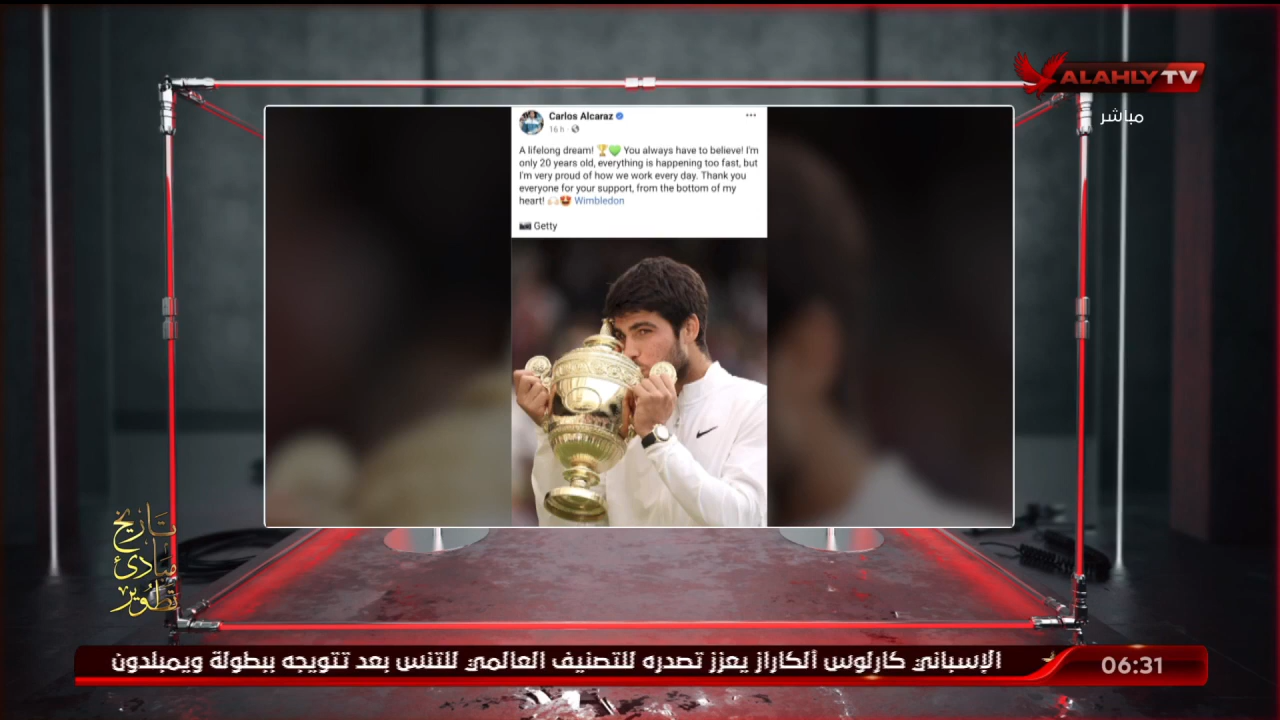 ALAHLY TV
مباشر
Carlos Alcaraz
16 h ·
A lifelong dream! 🏆💚 You always have to believe! I'm
only 20 years old, everything is happening too fast, but
I'm very proud of how we work every day. Thank you
everyone for your support, from the bottom of my
heart! 🫶🏻🤩 Wimbledon
📷 Getty
تاريخ
مبادئ
تطوير
الإسباني كارلوس ألكاراز يعزز تصدره للتصنيف العالمي للتنس بعد تتويجه ببطولة ويمبلدون
06:31